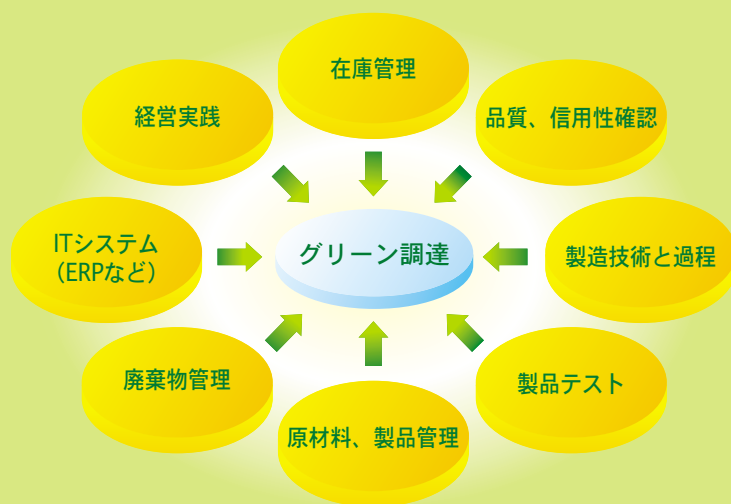 在庫管理
経営実践
品質、信用性確認
ITシステム
(ERPなど)
グリーン調達
製造技術と過程
廃棄物管理
製品テスト
原材料、製品管理